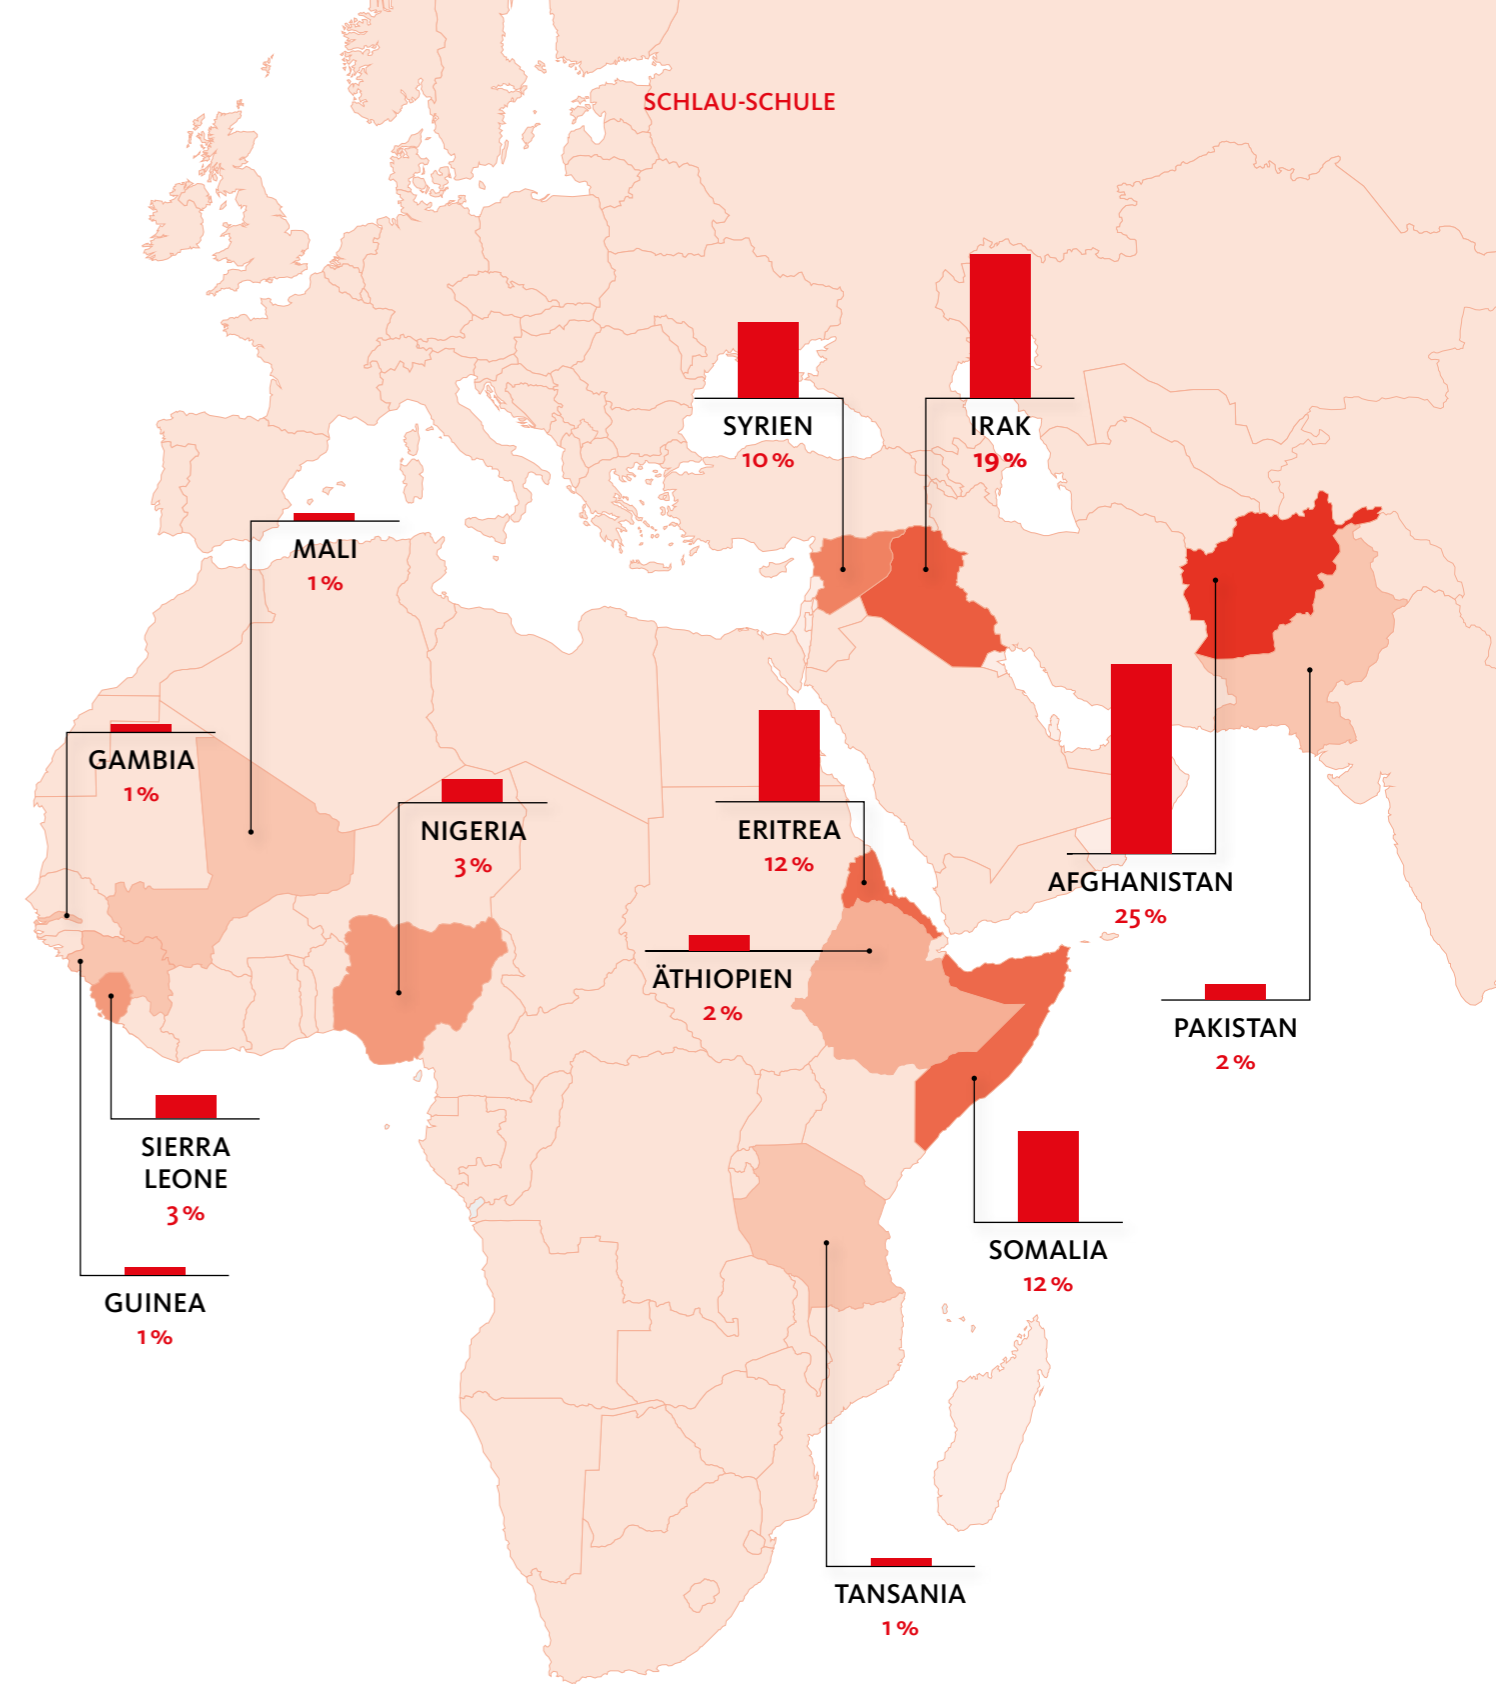 SCHLAU-SCHULE
SYRIEN
10 %
IRAK
19 %
MALI
1 %
GAMBIA
1 %
NIGERIA
3 %
ERITREA
12 %
AFGHANISTAN
25 %
ÄTHIOPIEN
2 %
PAKISTAN
2 %
SIERRA
LEONE
3 %
SOMALIA
12 %
GUINEA
1 %
TANSANIA
1 %